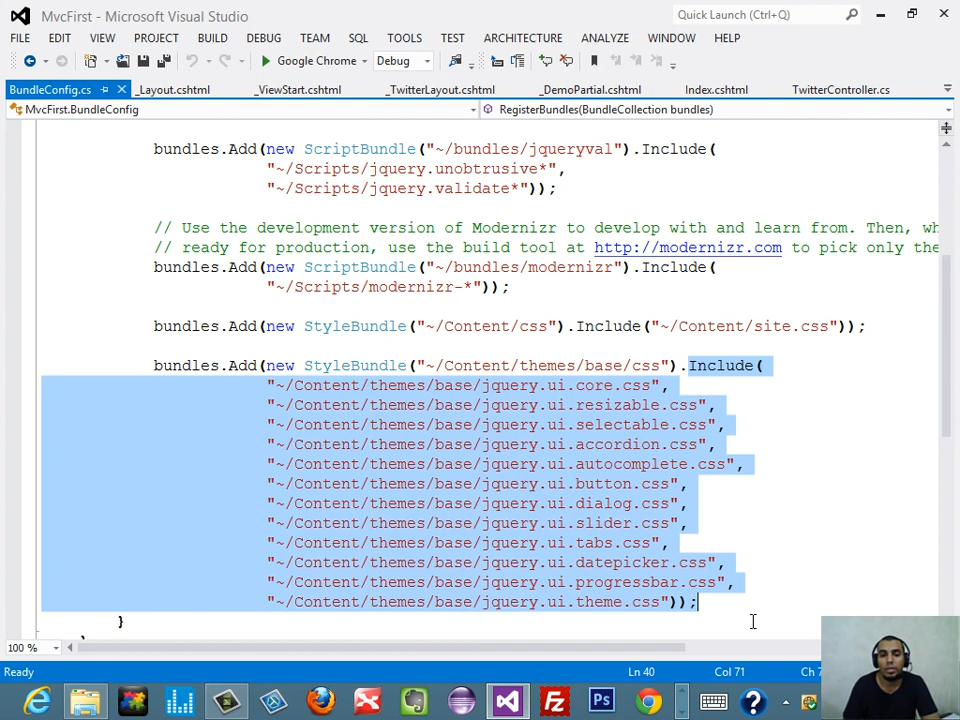 MvcFirst - Microsoft Visual Studio
Quick Launch (Ctrl+Q)
FILE EDIT VIEW PROJECT BUILD DEBUG TEAM SQL TOOLS TEST ARCHITECTURE ANALYZE WINDOW HELP
Google Chrome Debug
BundleConfig.cs _Layout.cshtml _ViewStart.cshtml _TwitterLayout.cshtml _DemoPartial.cshtml Index.cshtml TwitterController.cs
MvcFirst.BundleConfig RegisterBundles(BundleCollection bundles)
bundles.Add(new ScriptBundle("~/bundles/jqueryval").Include(
"~/Scripts/jquery.unobtrusive*",
"~/Scripts/jquery.validate*"));
// Use the development version of Modernizr to develop with and learn from. Then, wh
// ready for production, use the build tool at http://modernizr.com to pick only the
bundles.Add(new ScriptBundle("~/bundles/modernizr").Include(
"~/Scripts/modernizr-*"));
bundles.Add(new StyleBundle("~/Content/css").Include("~/Content/site.css"));
bundles.Add(new StyleBundle("~/Content/themes/base/css").Include(
"~/Content/themes/base/jquery.ui.core.css",
"~/Content/themes/base/jquery.ui.resizable.css",
"~/Content/themes/base/jquery.ui.selectable.css",
"~/Content/themes/base/jquery.ui.accordion.css",
"~/Content/themes/base/jquery.ui.autocomplete.css",
"~/Content/themes/base/jquery.ui.button.css",
"~/Content/themes/base/jquery.ui.dialog.css",
"~/Content/themes/base/jquery.ui.slider.css",
"~/Content/themes/base/jquery.ui.tabs.css",
"~/Content/themes/base/jquery.ui.datepicker.css",
"~/Content/themes/base/jquery.ui.progressbar.css",
"~/Content/themes/base/jquery.ui.theme.css"));
}
100 %
Ready Ln 40 Col 71
Fz Ps